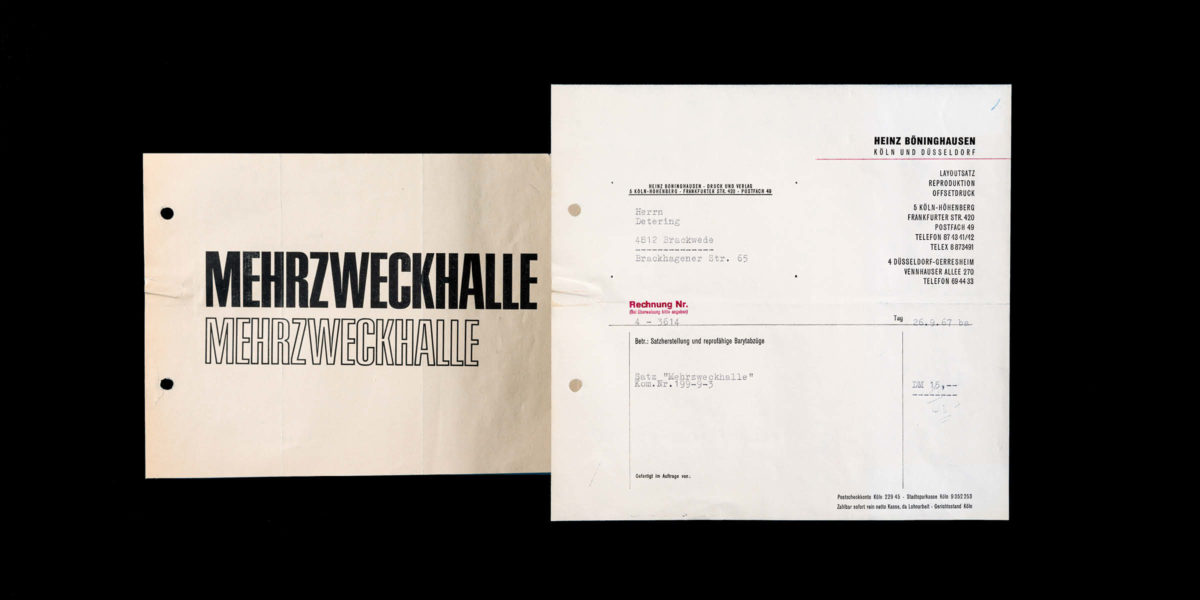 MEHRZWECKHALLE
MEHRZWECKHALLE
HEINZ BÖNINGHAUSEN
KÖLN UND DÜSSELDORF
LAYOUTSATZ
REPRODUKTION
OFFSETDRUCK
5 KÖLN-HÖHENBERG
FRANKFURTER STR. 420
POSTFACH 49
TELEFON 87 43 41/42
TELEX 8 873491
4 DÜSSELDORF-GERRESHEIM
VENNHAUSER ALLEE 270
TELEFON 69 44 33
HEINZ BÖNINGHAUSEN - DRUCK UND VERLAG
5 KÖLN-HÖHENBERG - FRANKFURTER STR. 420 - POSTFACH 49
Herrn
Detering
4812 Brackwede
Brackhagener Str. 65
Rechnung Nr.
(Bei Überweisung bitte angeben)
4 - 3614
Tag
26.9.67 ba
Betr.: Satzherstellung und reprofähige Barytabzüge
Satz "Mehrzweckhalle"
Kom.Nr. 199-9-3
DM 16,--
Gefertigt im Auftrage von:
Postscheckkonto Köln 229 45 - Stadtsparkasse Köln 9 352 253
Zahlbar sofort rein netto Kasse, da Lohnarbeit - Gerichtsstand Köln